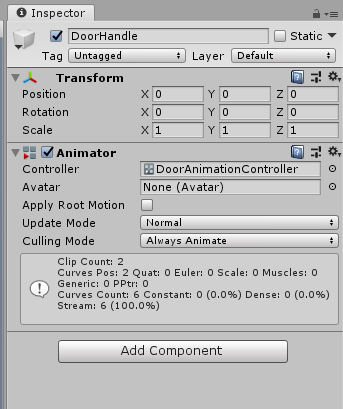 Inspector
DoorHandle
Static
Tag Untagged Layer Default
Transform
Position X 0 Y 0 Z 0
Rotation X 0 Y 0 Z 0
Scale X 1 Y 1 Z 1
Animator
Controller DoorAnimationController
Avatar None (Avatar)
Apply Root Motion
Update Mode Normal
Culling Mode Always Animate
Clip Count: 2
Curves Pos: 2 Quat: 0 Euler: 0 Scale: 0 Muscles: 0
Generic: 0 PPtr: 0
Curves Count: 6 Constant: 0 (0.0%) Dense: 0 (0.0%)
Stream: 6 (100.0%)
Add Component